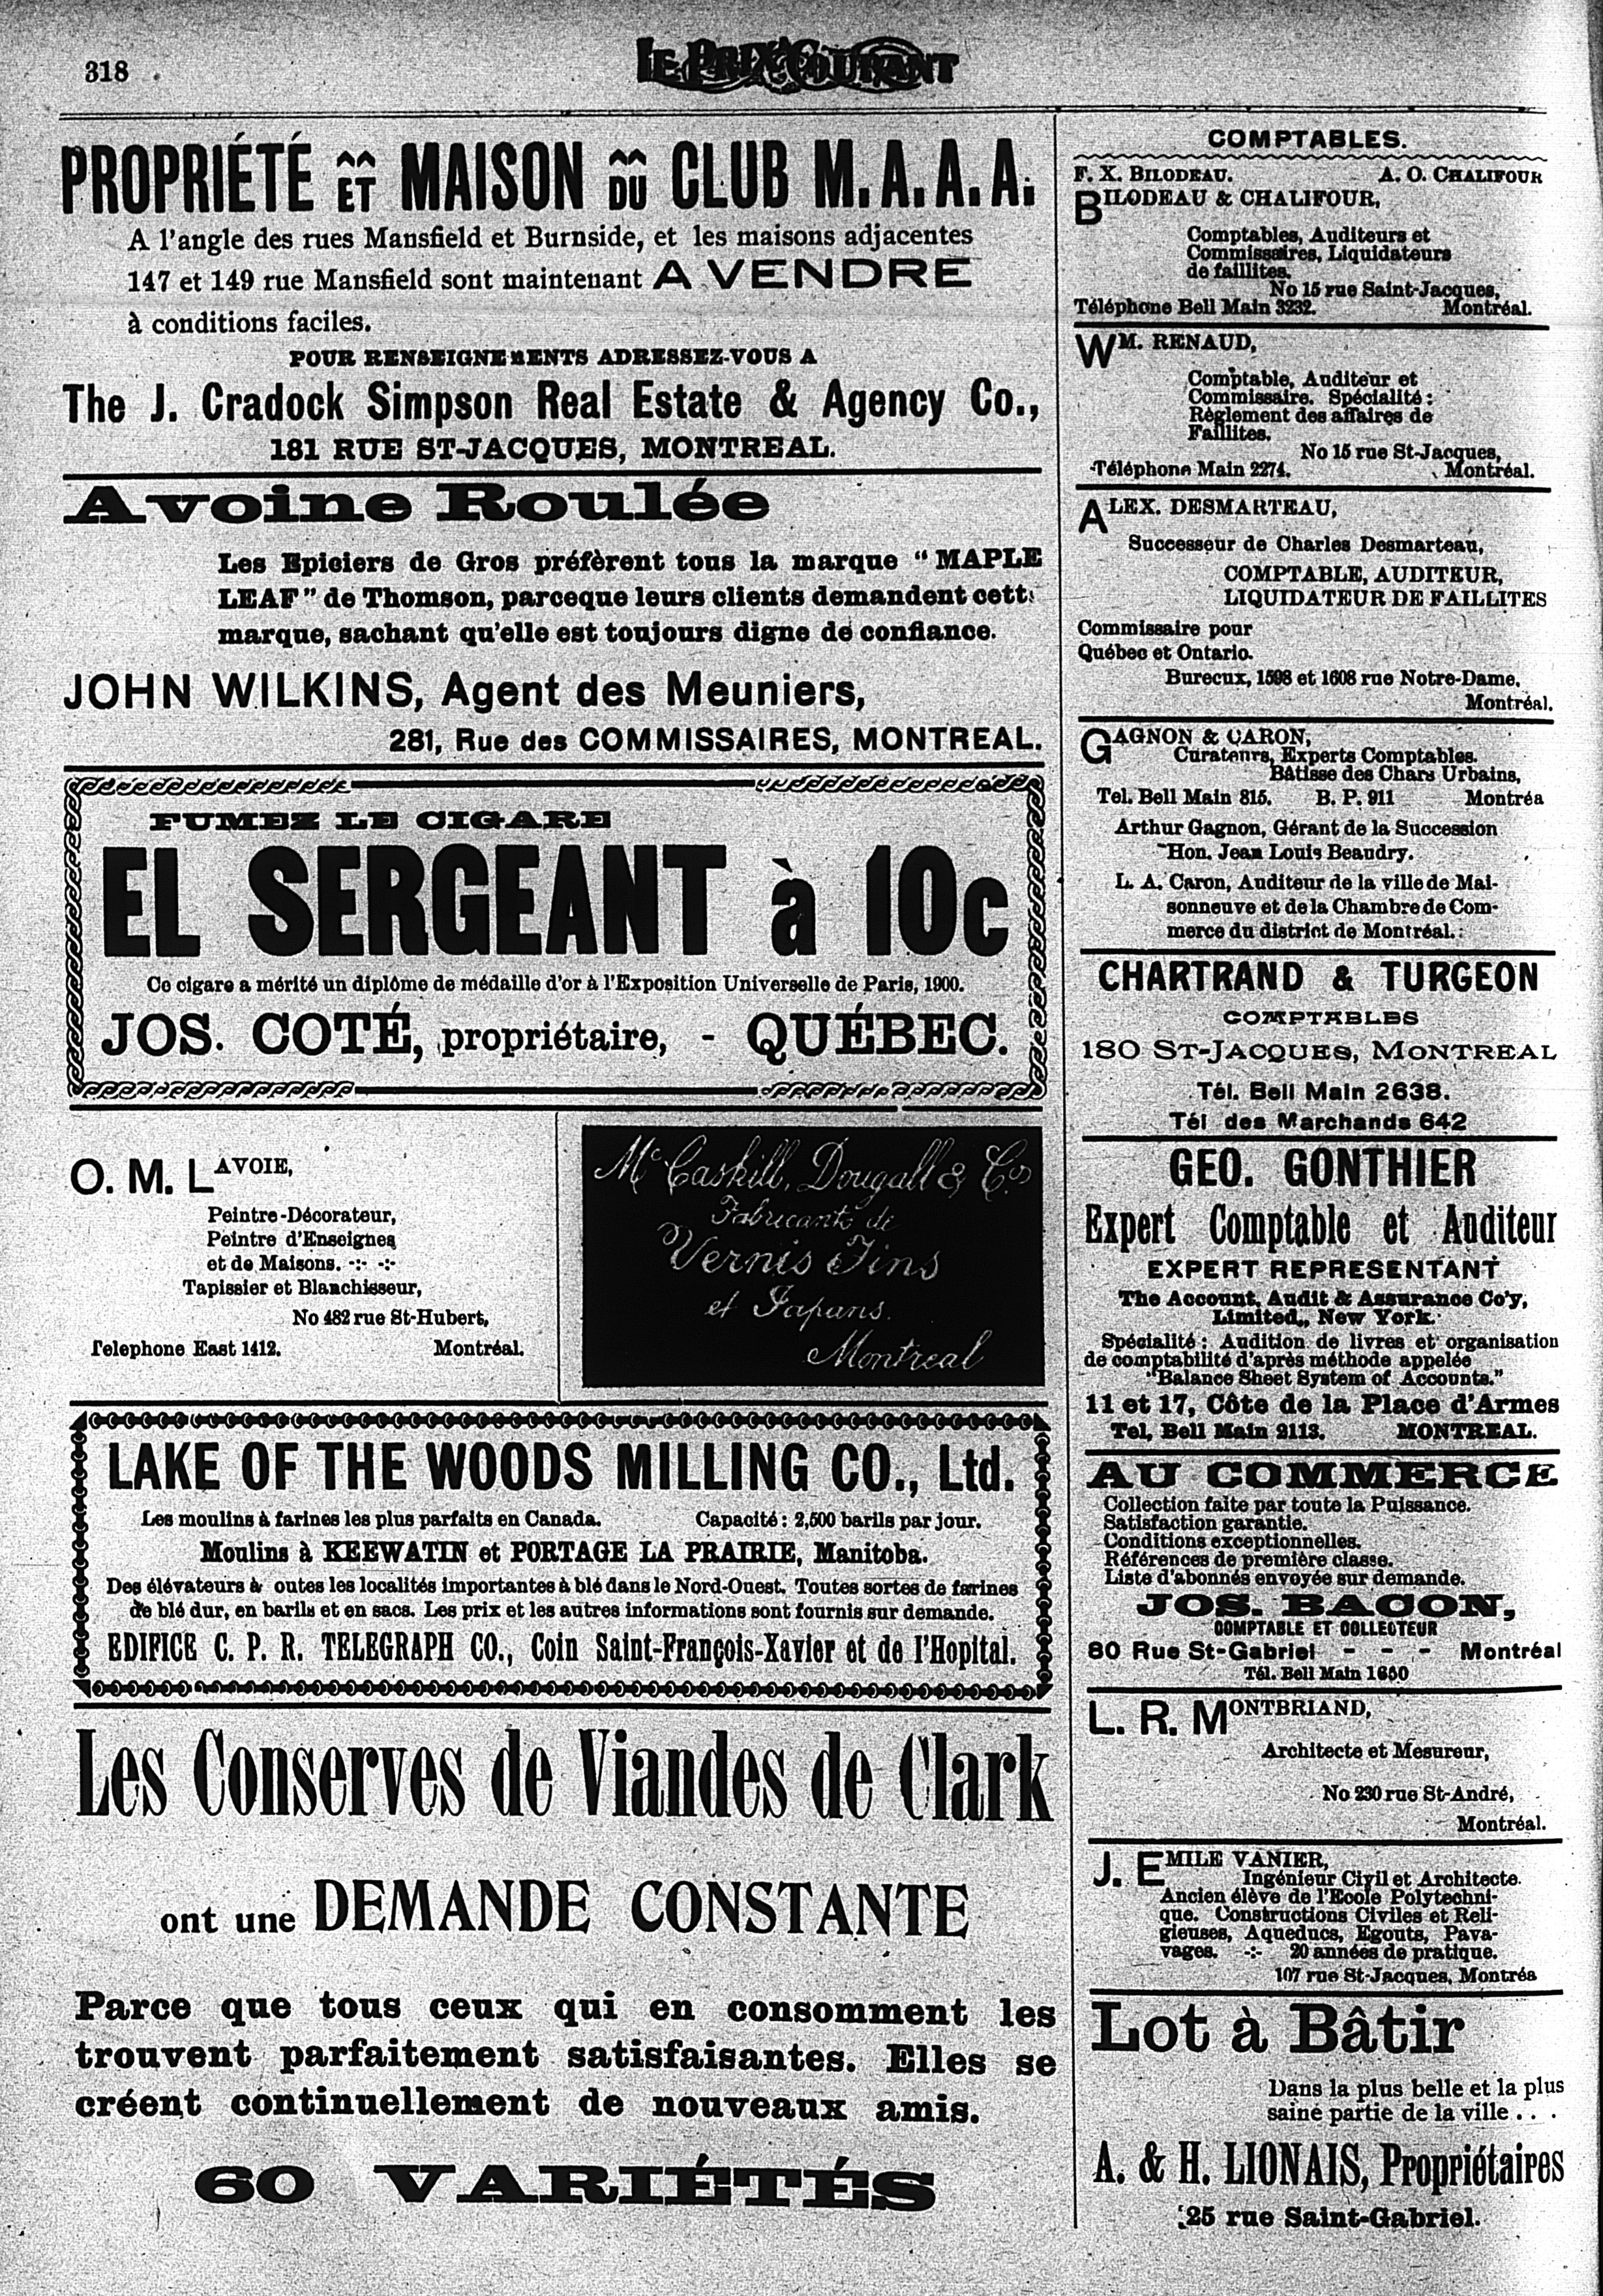 318
LE PRIX COURANT
PROPRIÉTÉ ET MAISON DU CLUB M.A.A.A.
A l'angle des rues Mansfield et Burnside, et les maisons adjacentes
147 et 149 rue Mansfield sont maintenant A VENDRE
à conditions faciles.
POUR RENSEIGNEMENTS ADRESSEZ-VOUS A
The J. Cradock Simpson Real Estate & Agency Co.,
181 RUE ST-JACQUES, MONTREAL.
Avoine Roulée
Les Epiciers de Gros préfèrent tous la marque "MAPLE
LEAF" de Thomson, parceque leurs clients demandent cett
marque, sachant qu'elle est toujours digne de confiance.
JOHN WILKINS, Agent des Meuniers,
281, Rue des COMMISSAIRES, MONTREAL.
FUMEZ LE CIGARE
EL SERGEANT à 10c
Ce cigare a mérité un diplôme de médaille d'or à l'Exposition Universelle de Paris, 1900.
JOS. COTÉ, propriétaire, - QUÉBEC.
O. M. LAVOIE,
Peintre-Décorateur,
Peintre d'Enseignes
et de Maisons. -:- -:-
Tapissier et Blanchisseur,
No 482 rue St-Hubert,
Telephone East 1412. Montréal.
McCaskill, Dougall & Co
Fabricants de
Vernis Fins
et Japans.
Montreal
LAKE OF THE WOODS MILLING CO., Ltd.
Les moulins à farines les plus parfaits en Canada. Capacité: 2,500 barils par jour.
Moulins à KEEWATIN et PORTAGE LA PRAIRIE, Manitoba.
Des élévateurs à outes les localités importantes à blé dans le Nord-Ouest. Toutes sortes de farines
de blé dur, en barils et en sacs. Les prix et les autres informations sont fournis sur demande.
EDIFICE C. P. R. TELEGRAPH CO., Coin Saint-François-Xavier et de l'Hopital.
Les Conserves de Viandes de Clark
ont une DEMANDE CONSTANTE
Parce que tous ceux qui en consomment les
trouvent parfaitement satisfaisantes. Elles se
créent continuellement de nouveaux amis.
60 VARIÉTÉS
COMPTABLES.
F. X. BILODEAU. A. O. CHALIFOUR
BILODEAU & CHALIFOUR,
Comptables, Auditeurs et
Commissaires, Liquidateurs
de faillites.
No 15 rue Saint-Jacques,
Téléphone Bell Main 3232. Montréal.
WM. RENAUD,
Comptable, Auditeur et
Commissaire. Spécialité:
Règlement des affaires de
Faillites.
No 15 rue St-Jacques,
Téléphone Main 2274. Montréal.
ALEX. DESMARTEAU,
Successeur de Charles Desmarteau,
COMPTABLE, AUDITEUR,
LIQUIDATEUR DE FAILLITES
Commissaire pour
Québec et Ontario.
Bureaux, 1598 et 1608 rue Notre-Dame,
Montréal.
GAGNON & CARON,
Curateurs, Experts Comptables.
Bâtisse des Chars Urbains,
Tel. Bell Main 815. B. P. 911 Montréa
Arthur Gagnon, Gérant de la Succession
Hon. Jean Louis Beaudry.
L. A. Caron, Auditeur de la ville de Mai-
sonneuve et de la Chambre de Com-
merce du district de Montréal.
CHARTRAND & TURGEON
COMPTABLES
180 ST-JACQUES, MONTREAL
Tél. Bell Main 2638.
Tél des Marchands 642
GEO. GONTHIER
Expert Comptable et Auditeur
EXPERT REPRESENTANT
The Account, Audit & Assurance Co'y,
Limited,, New York.
Spécialité: Audition de livres et organisation
de comptabilité d'après méthode appelée
"Balance Sheet System of Accounts."
11 et 17, Côte de la Place d'Armes
Tel, Bell Main 2113. MONTREAL.
AU COMMERCE
Collection faite par toute la Puissance.
Satisfaction garantie.
Conditions exceptionnelles.
Références de première classe.
Liste d'abonnés envoyée sur demande.
JOS. BACON,
COMPTABLE ET COLLECTEUR
80 Rue St-Gabriel - - - Montréal
Tél. Bell Main 1650
L. R. MONTBRIAND,
Architecte et Mesureur,
No 230 rue St-André,
Montréal.
J. EMILE VANIER,
Ingénieur Civil et Architecte.
Ancien élève de l'Ecole Polytechni-
que. Constructions Civiles et Reli-
gieuses, Aqueducs, Egouts, Pava-
vages. -:- 20 années de pratique.
107 rue St-Jacques, Montréa
Lot à Bâtir
Dans la plus belle et la plus
saine partie de la ville . . .
A. & H. LIONAIS, Propriétaires
25 rue Saint-Gabriel.